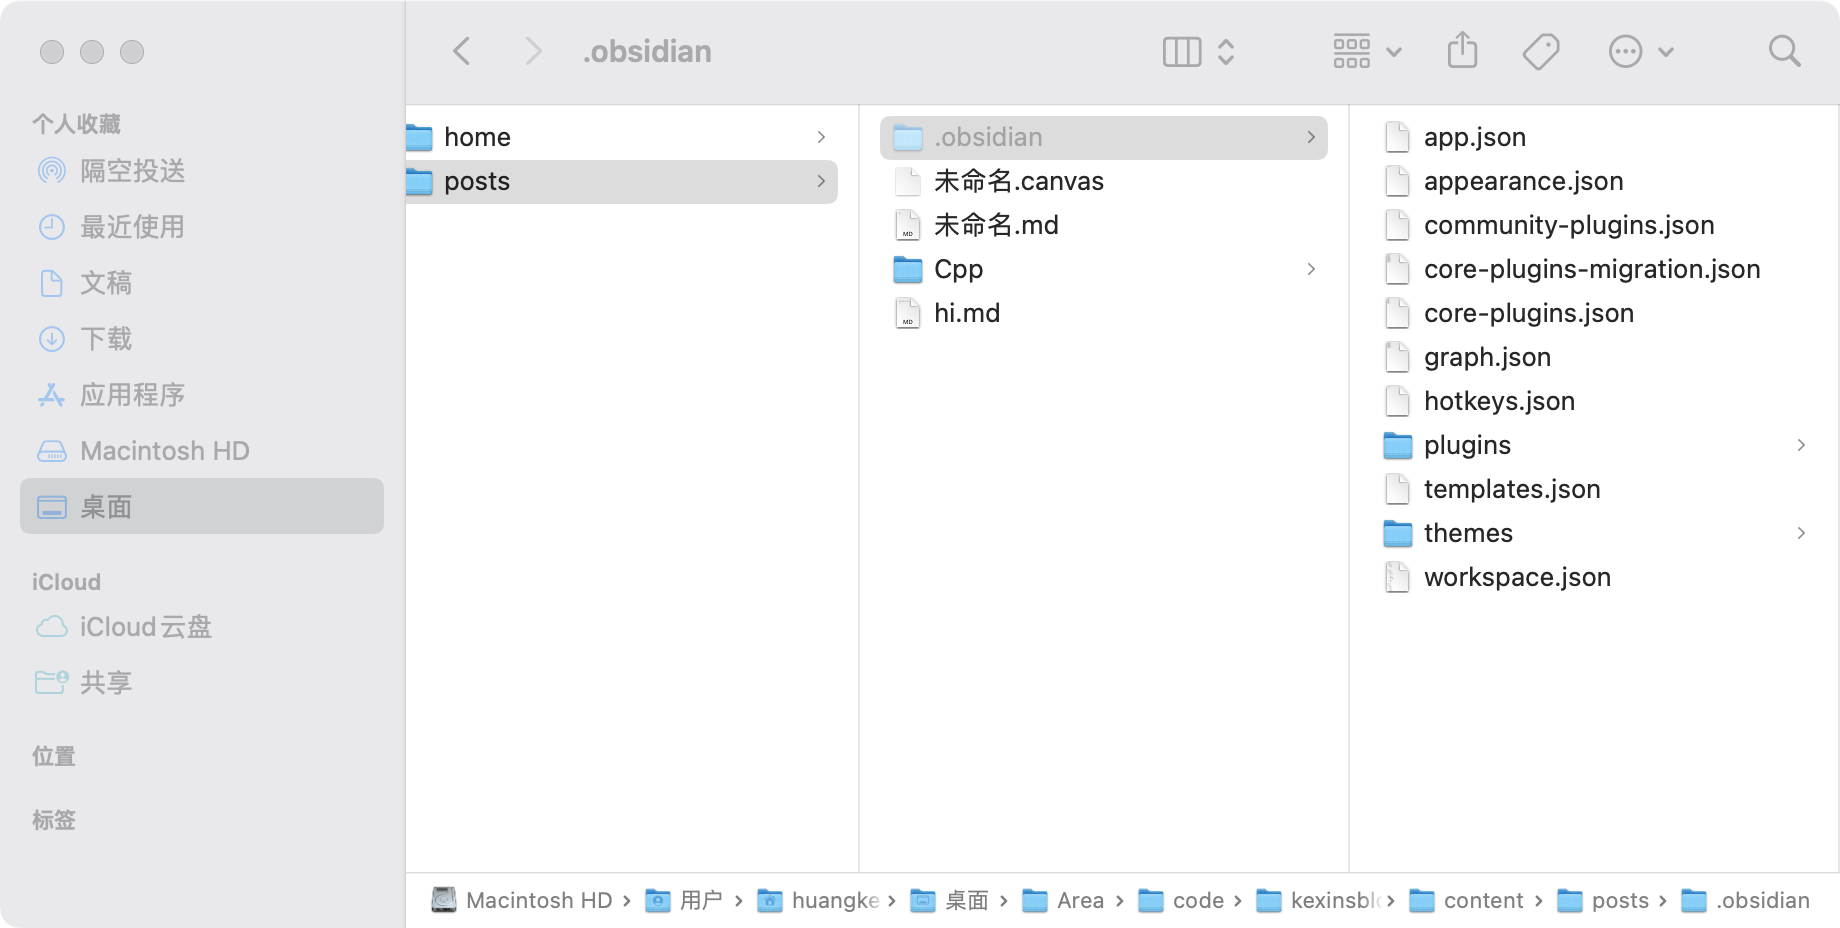 .obsidian
个人收藏
隔空投送
最近使用
文稿
下载
应用程序
Macintosh HD
桌面
iCloud
iCloud云盘
共享
位置
标签
home
posts
.obsidian
未命名.canvas
未命名.md
Cpp
hi.md
app.json
appearance.json
community-plugins.json
core-plugins-migration.json
core-plugins.json
graph.json
hotkeys.json
plugins
templates.json
themes
workspace.json
Macintosh HD › 用户 › huangke › 桌面 › Area › code › kexinsblo › content › posts › .obsidian